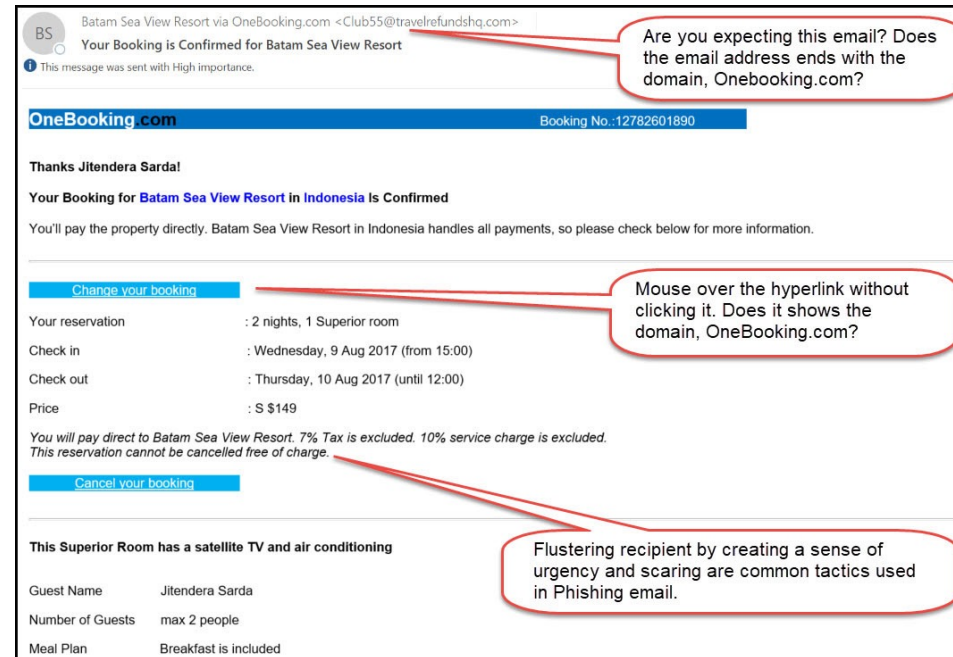 BS
Batam Sea View Resort via OneBooking.com <Club55@travelrefundshq.com>
Your Booking is Confirmed for Batam Sea View Resort
This message was sent with High importance.
Are you expecting this email? Does
the email address ends with the
domain, Onebooking.com?
OneBooking.com
Booking No.:12782601890
Thanks Jitendera Sarda!
Your Booking for Batam Sea View Resort in Indonesia Is Confirmed
You'll pay the property directly. Batam Sea View Resort in Indonesia handles all payments, so please check below for more information.
Change your booking
Mouse over the hyperlink without
clicking it. Does it shows the
domain, OneBooking.com?
Your reservation : 2 nights, 1 Superior room
Check in : Wednesday, 9 Aug 2017 (from 15:00)
Check out : Thursday, 10 Aug 2017 (until 12:00)
Price : S $149
You will pay direct to Batam Sea View Resort. 7% Tax is excluded. 10% service charge is excluded.
This reservation cannot be cancelled free of charge.
Cancel your booking
Flustering recipient by creating a sense of
urgency and scaring are common tactics used
in Phishing email.
This Superior Room has a satellite TV and air conditioning
Guest Name Jitendera Sarda
Number of Guests max 2 people
Meal Plan Breakfast is included